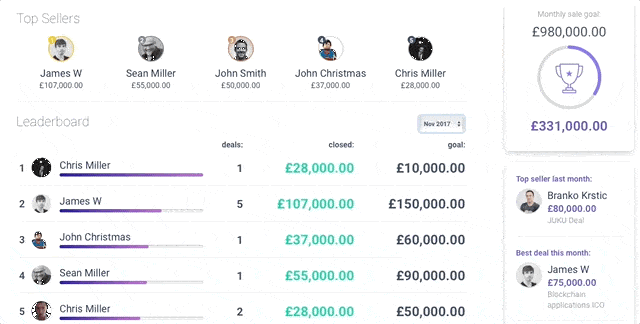 Top Sellers
1
James W
£107,000.00
2
Sean Miller
£55,000.00
3
John Smith
£50,000.00
4
John Christmas
£37,000.00
5
Chris Miller
£28,000.00
Leaderboard
Nov 2017
deals: closed: goal:
1 Chris Miller 1 £28,000.00 £10,000.00
2 James W 5 £107,000.00 £150,000.00
3 John Christmas 1 £37,000.00 £60,000.00
4 Sean Miller 1 £55,000.00 £90,000.00
5 Chris Miller 2 £28,000.00 £50,000.00
Monthly sale goal:
£980,000.00
£331,000.00
Top seller last month:
Branko Krstic
£80,000.00
JUKU Deal
Best deal this month:
James W
£75,000.00
Blockchain
applications ICO